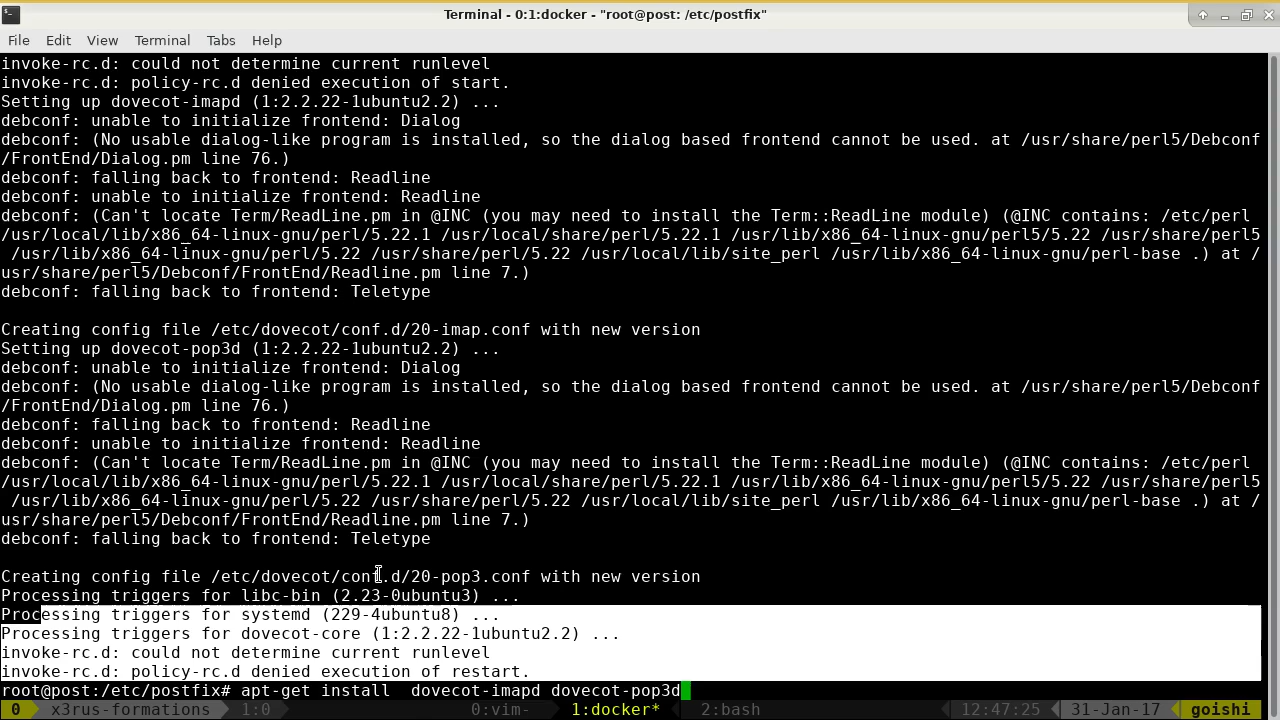 Terminal - 0:1:docker - "root@post: /etc/postfix"
File Edit View Terminal Tabs Help
invoke-rc.d: could not determine current runlevel
invoke-rc.d: policy-rc.d denied execution of start.
Setting up dovecot-imapd (1:2.2.22-1ubuntu2.2) ...
debconf: unable to initialize frontend: Dialog
debconf: (No usable dialog-like program is installed, so the dialog based frontend cannot be used. at /usr/share/perl5/Debconf
/FrontEnd/Dialog.pm line 76.)
debconf: falling back to frontend: Readline
debconf: unable to initialize frontend: Readline
debconf: (Can't locate Term/ReadLine.pm in @INC (you may need to install the Term::ReadLine module) (@INC contains: /etc/perl
/usr/local/lib/x86_64-linux-gnu/perl/5.22.1 /usr/local/share/perl/5.22.1 /usr/lib/x86_64-linux-gnu/perl5/5.22 /usr/share/perl5
/usr/lib/x86_64-linux-gnu/perl/5.22 /usr/share/perl/5.22 /usr/local/lib/site_perl /usr/lib/x86_64-linux-gnu/perl-base .) at /
usr/share/perl5/Debconf/FrontEnd/Readline.pm line 7.)
debconf: falling back to frontend: Teletype
Creating config file /etc/dovecot/conf.d/20-imap.conf with new version
Setting up dovecot-pop3d (1:2.2.22-1ubuntu2.2) ...
debconf: unable to initialize frontend: Dialog
debconf: (No usable dialog-like program is installed, so the dialog based frontend cannot be used. at /usr/share/perl5/Debconf
/FrontEnd/Dialog.pm line 76.)
debconf: falling back to frontend: Readline
debconf: unable to initialize frontend: Readline
debconf: (Can't locate Term/ReadLine.pm in @INC (you may need to install the Term::ReadLine module) (@INC contains: /etc/perl
/usr/local/lib/x86_64-linux-gnu/perl/5.22.1 /usr/local/share/perl/5.22.1 /usr/lib/x86_64-linux-gnu/perl5/5.22 /usr/share/perl5
/usr/lib/x86_64-linux-gnu/perl/5.22 /usr/share/perl/5.22 /usr/local/lib/site_perl /usr/lib/x86_64-linux-gnu/perl-base .) at /
usr/share/perl5/Debconf/FrontEnd/Readline.pm line 7.)
debconf: falling back to frontend: Teletype
Creating config file /etc/dovecot/conf.d/20-pop3.conf with new version
Processing triggers for libc-bin (2.23-0ubuntu3) ...
Processing triggers for systemd (229-4ubuntu8) ...
Processing triggers for dovecot-core (1:2.2.22-1ubuntu2.2) ...
invoke-rc.d: could not determine current runlevel
invoke-rc.d: policy-rc.d denied execution of restart.
root@post:/etc/postfix# apt-get install  dovecot-imapd dovecot-pop3d
0 x3rus-formations 1:0 0:vim- 1:docker* 2:bash 12:47:25 31-Jan-17 goishi